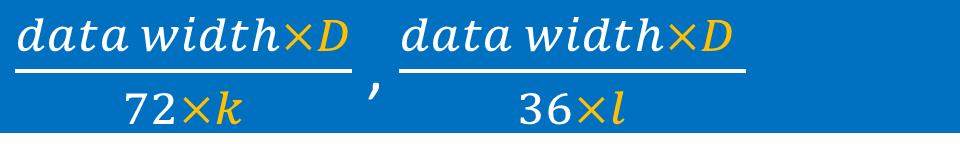 data width×D , data width×D
72×k 36×l